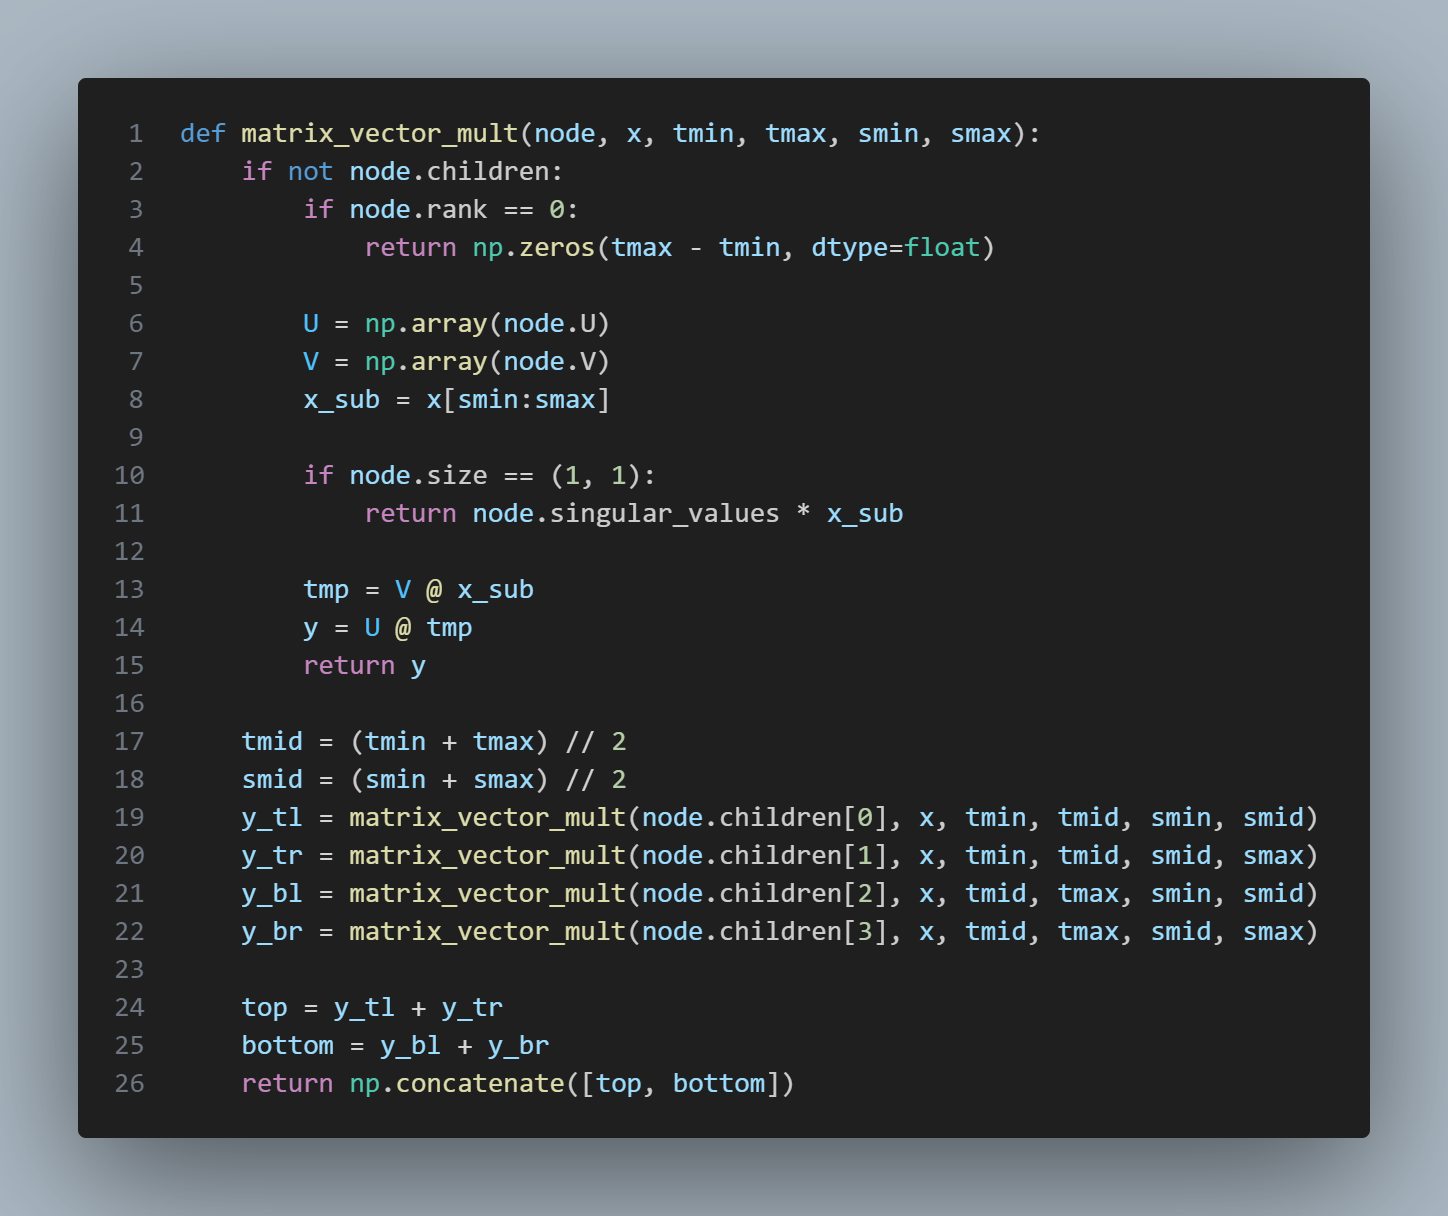 1 def matrix_vector_mult(node, x, tmin, tmax, smin, smax):
2     if not node.children:
3         if node.rank == 0:
4             return np.zeros(tmax - tmin, dtype=float)
5
6         U = np.array(node.U)
7         V = np.array(node.V)
8         x_sub = x[smin:smax]
9
10         if node.size == (1, 1):
11             return node.singular_values * x_sub
12
13         tmp = V @ x_sub
14         y = U @ tmp
15         return y
16
17     tmid = (tmin + tmax) // 2
18     smid = (smin + smax) // 2
19     y_tl = matrix_vector_mult(node.children[0], x, tmin, tmid, smin, smid)
20     y_tr = matrix_vector_mult(node.children[1], x, tmin, tmid, smid, smax)
21     y_bl = matrix_vector_mult(node.children[2], x, tmid, tmax, smin, smid)
22     y_br = matrix_vector_mult(node.children[3], x, tmid, tmax, smid, smax)
23
24     top = y_tl + y_tr
25     bottom = y_bl + y_br
26     return np.concatenate([top, bottom])